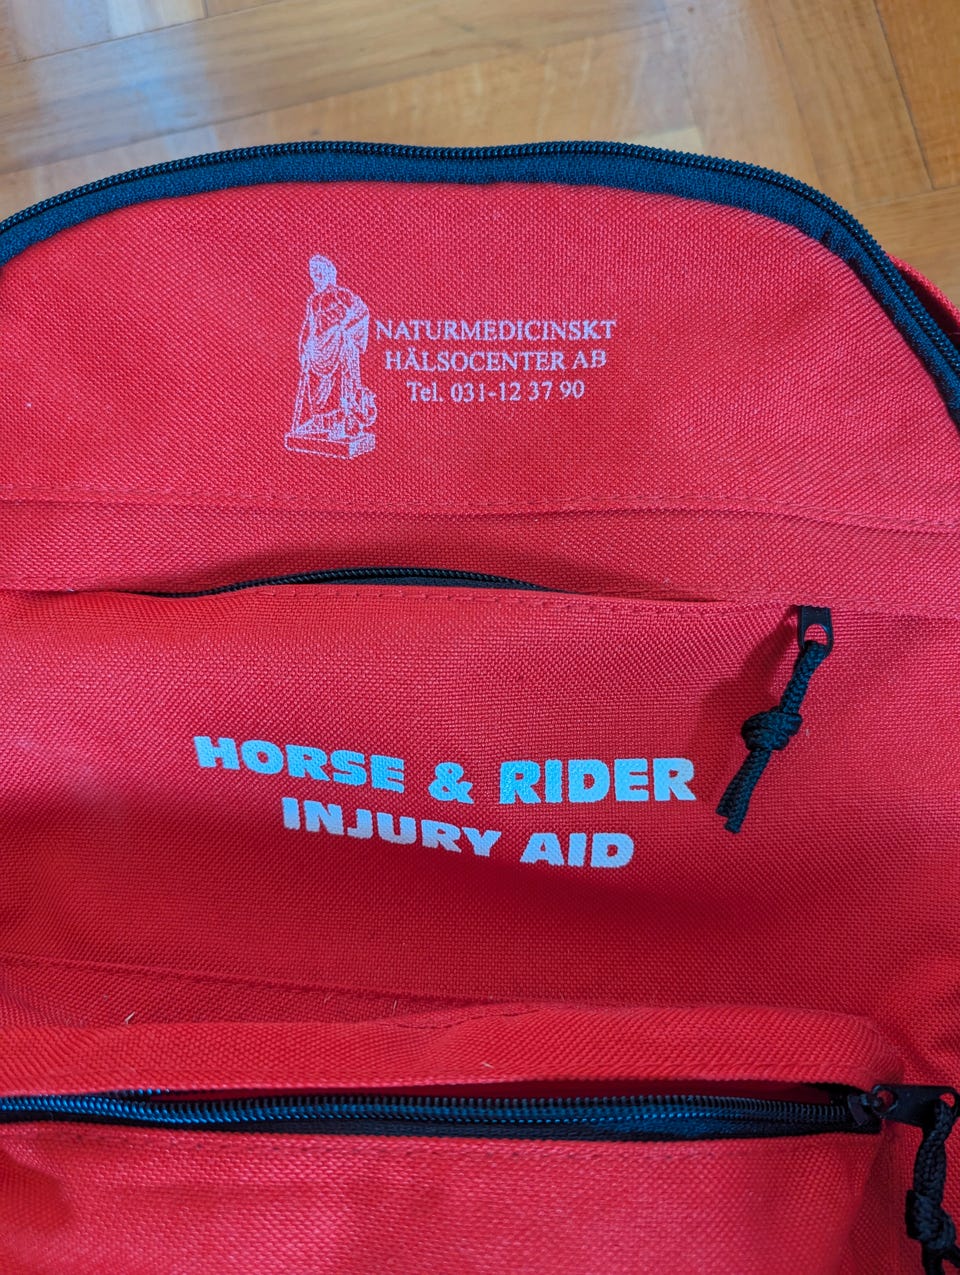 NATURMEDICINSKT
HÄLSOCENTER AB
Tel. 031-12 37 90
HORSE & RIDER
INJURY AID